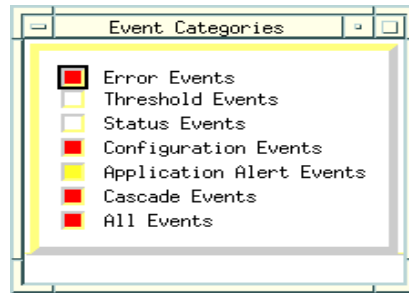 Event Categories
Error Events
Threshold Events
Status Events
Configuration Events
Application Alert Events
Cascade Events
All Events